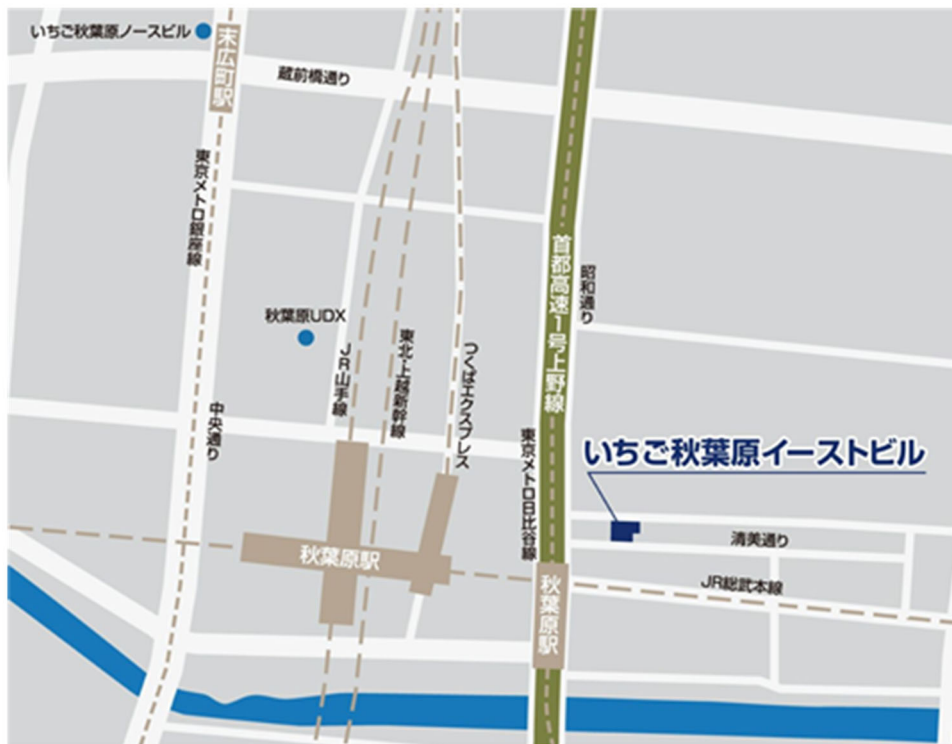 いちご秋葉原ノースビル
末広町駅
蔵前橋通り
東京メトロ銀座線
首都高速1号上野線
昭和通り
秋葉原UDX
JR山手線
東北・上越新幹線
つくばエクスプレス
中央通り
東京メトロ日比谷線
いちご秋葉原イーストビル
清美通り
秋葉原駅
秋葉原駅
JR総武本線